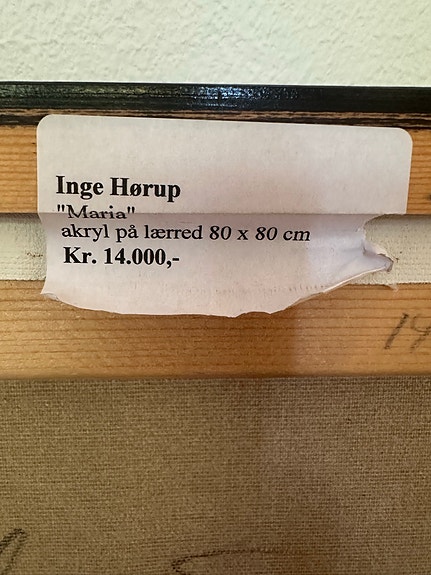 Inge Hørup
"Maria"
akryl på lærred 80 x 80 cm
Kr. 14.000,-